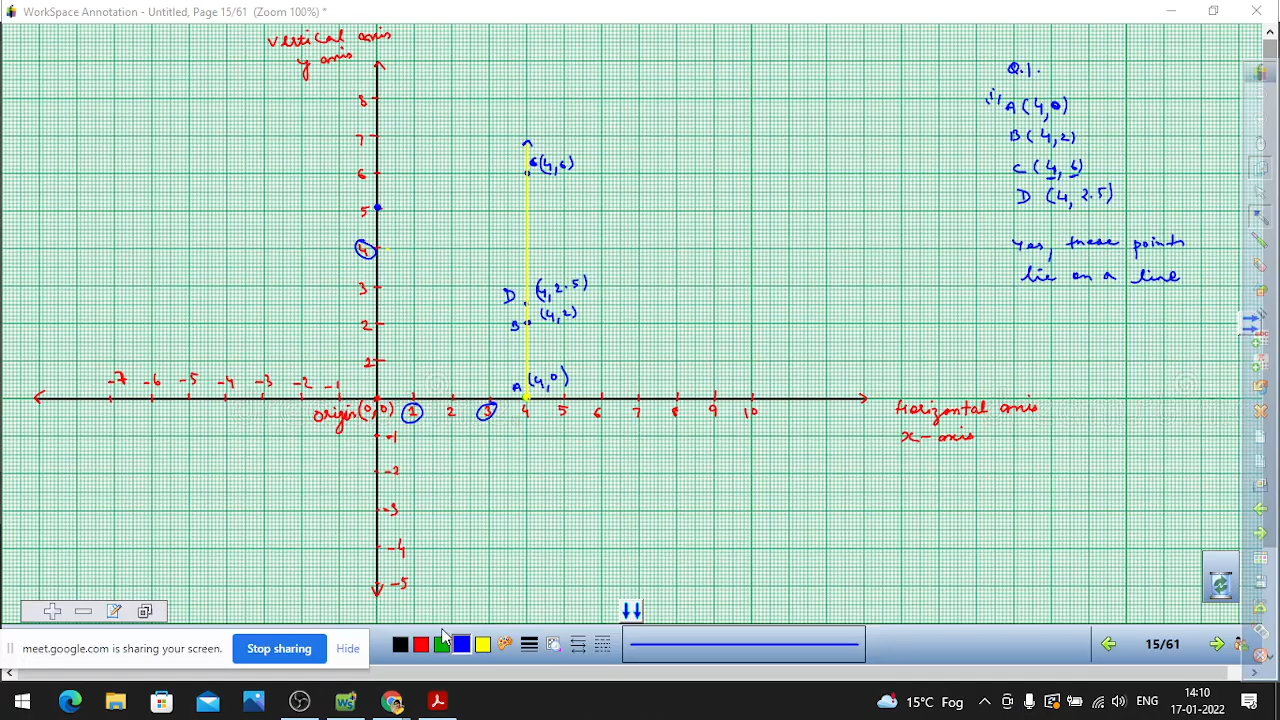 WorkSpace Annotation - Untitled, Page 15/61 (Zoom 100%) *
vertical axis
y axis
8
7
6
5
4
3
2
1
C(4,6)
D (4,2.5)
B (4,2)
A (4,0)
-7 -6 -5 -4 -3 -2 -1
origin(0,0) 1 2 3 4 5 6 7 8 9 10
Horizontal axis
x-axis
-1
-2
-3
-4
-5
Q.1.
i) A(4,0)
B(4,2)
C(4,6)
D (4,2.5)
Yes, these points
lie on a line
meet.google.com is sharing your screen.
Stop sharing
Hide
15/61
15°C Fog
ENG
14:10
17-01-2022